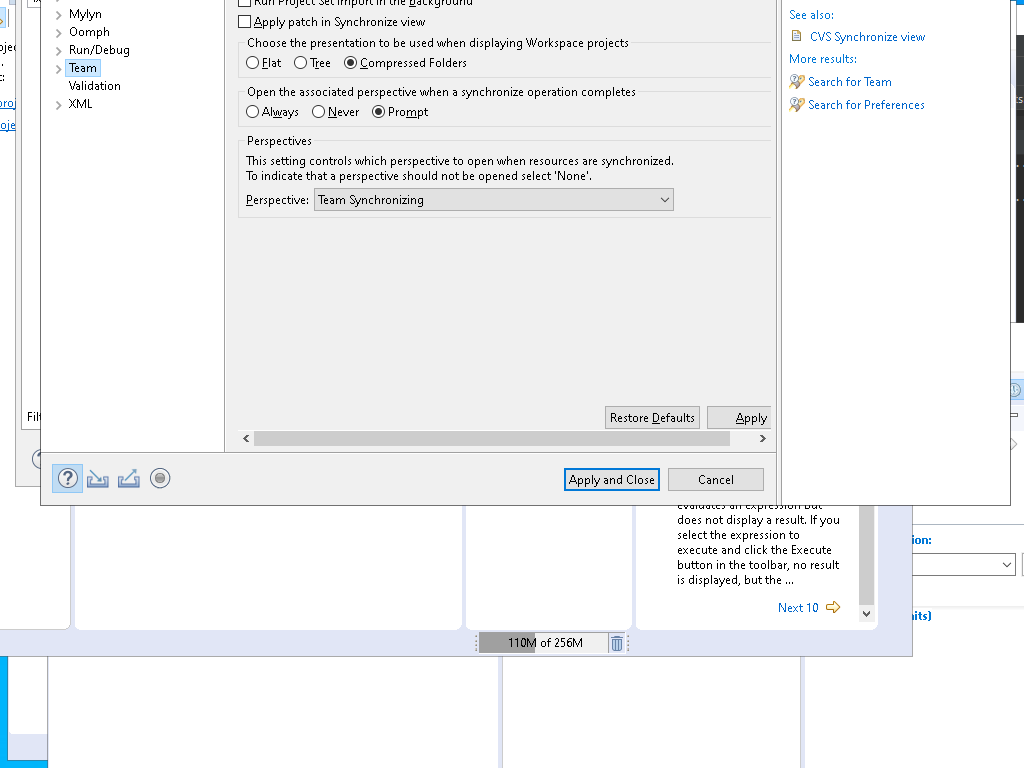 Mylyn
Oomph
Run/Debug
Team
Validation
XML
Run Project Set Import in the Background
Apply patch in Synchronize view
Choose the presentation to be used when displaying Workspace projects
Flat
Tree
Compressed Folders
Open the associated perspective when a synchronize operation completes
Always
Never
Prompt
Perspectives
This setting controls which perspective to open when resources are synchronized.
To indicate that a perspective should not be opened select 'None'.
Perspective:
Team Synchronizing
Restore Defaults
Apply
Apply and Close
Cancel
See also:
CVS Synchronize view
More results:
Search for Team
Search for Preferences
evaluates an expression but
does not display a result. If you
select the expression to
execute and click the Execute
button in the toolbar, no result
is displayed, but the ...
Next 10
110M of 256M
ion: